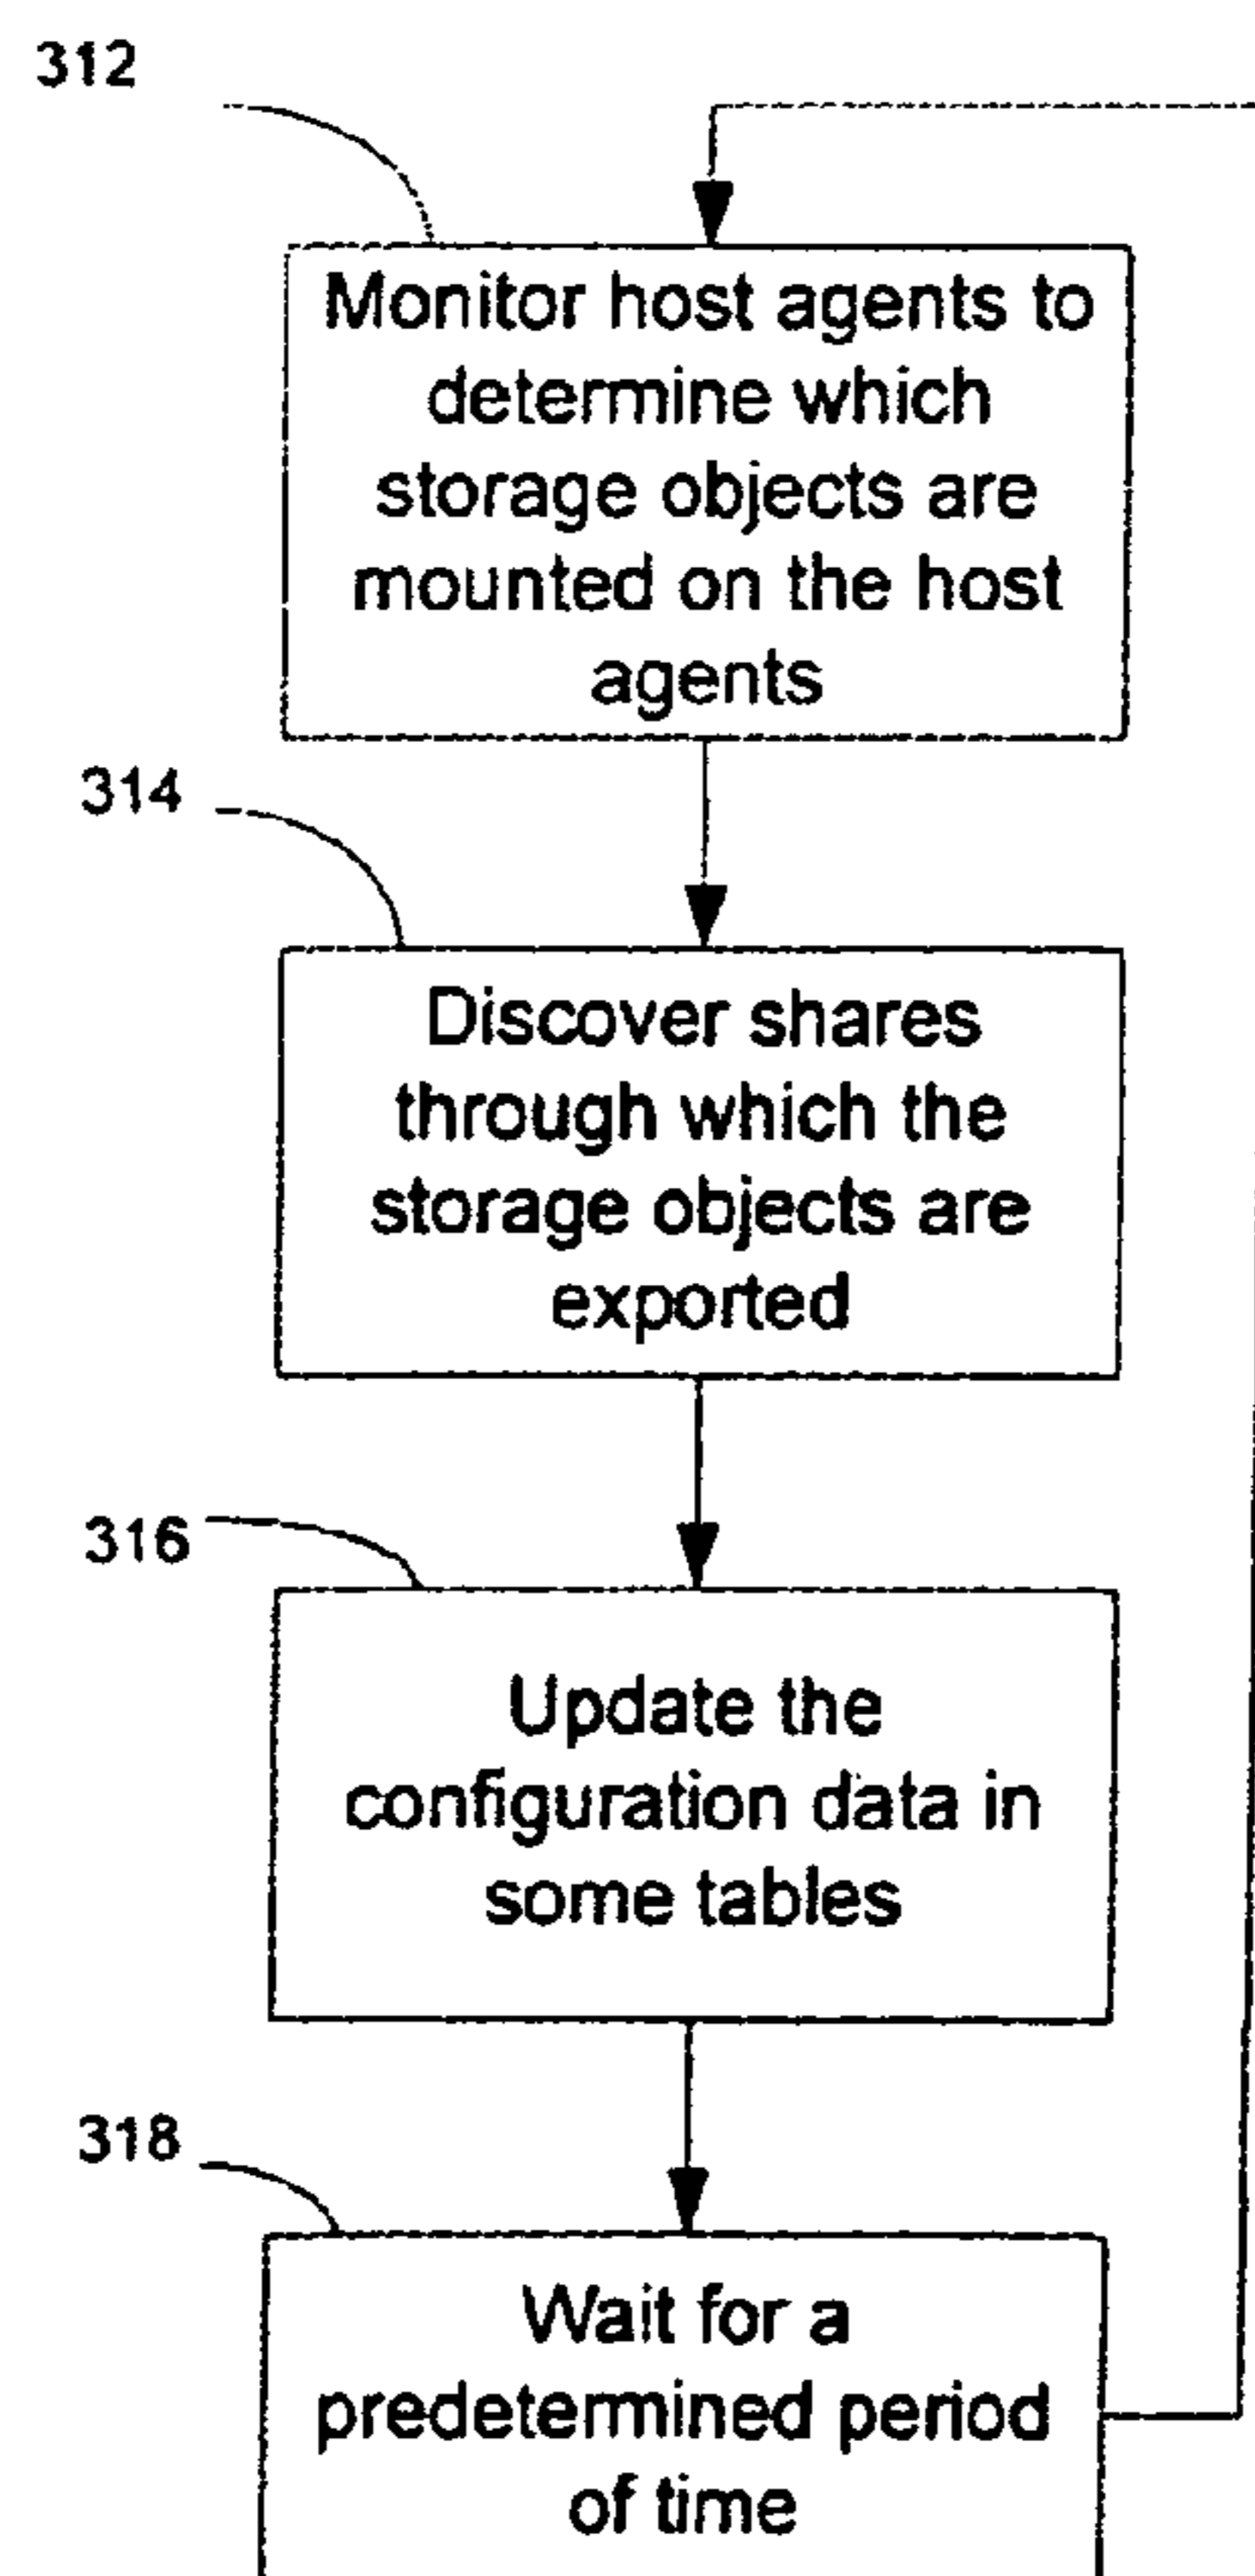 312
Monitor host agents to
determine which
storage objects are
mounted on the host
agents
314
Discover shares
through which the
storage objects are
exported
316
Update the
configuration data in
some tables
318
Wait for a
predetermined period
of time